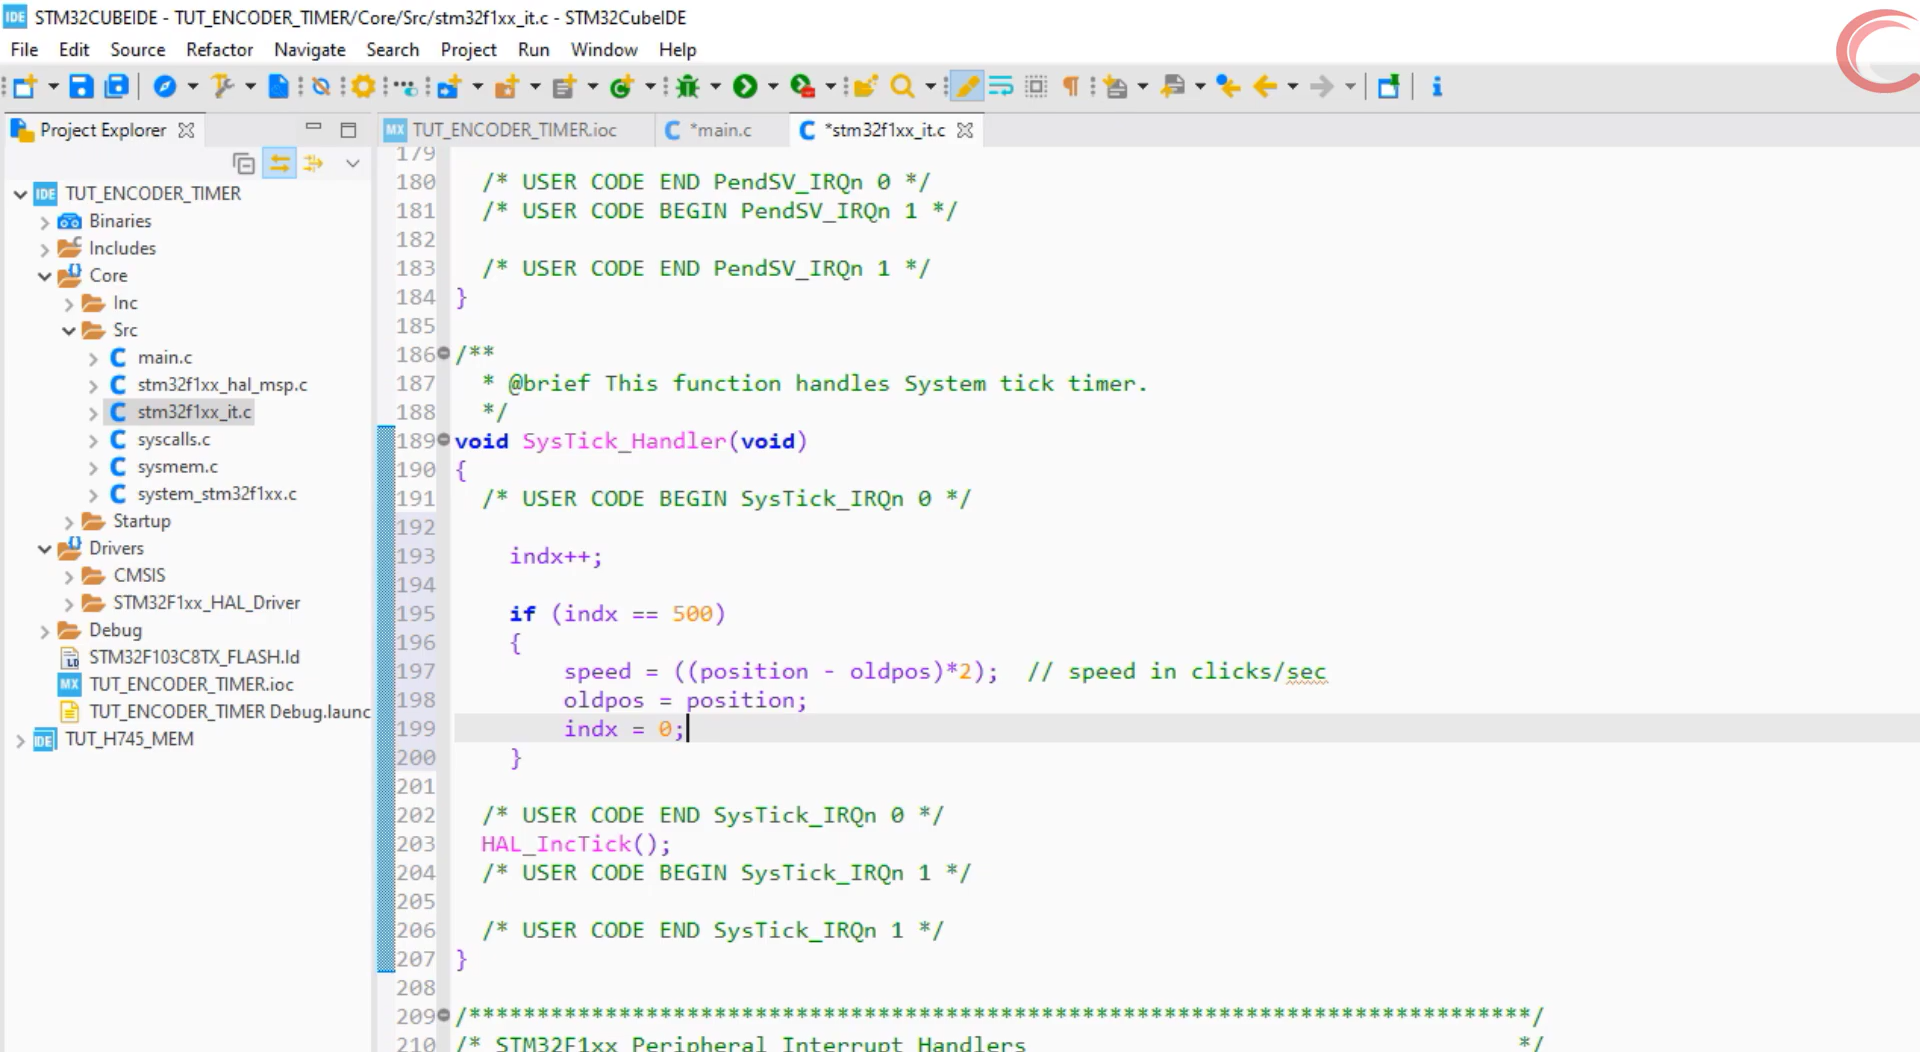 IDE STM32CUBEIDE - TUT_ENCODER_TIMER/Core/Src/stm32f1xx_it.c - STM32CubeIDE
File Edit Source Refactor Navigate Search Project Run Window Help
Project Explorer
MX TUT_ENCODER_TIMER.ioc
C *main.c
C *stm32f1xx_it.c
IDE TUT_ENCODER_TIMER
Binaries
Includes
Core
Inc
Src
C main.c
C stm32f1xx_hal_msp.c
C stm32f1xx_it.c
C syscalls.c
C sysmem.c
C system_stm32f1xx.c
Startup
Drivers
CMSIS
STM32F1xx_HAL_Driver
Debug
STM32F103C8TX_FLASH.ld
MX TUT_ENCODER_TIMER.ioc
TUT_ENCODER_TIMER Debug.launc
IDE TUT_H745_MEM
179
180 /* USER CODE END PendSV_IRQn 0 */
181 /* USER CODE BEGIN PendSV_IRQn 1 */
182
183 /* USER CODE END PendSV_IRQn 1 */
184 }
185
186 /**
187 * @brief This function handles System tick timer.
188 */
189 void SysTick_Handler(void)
190 {
191 /* USER CODE BEGIN SysTick_IRQn 0 */
192
193 indx++;
194
195 if (indx == 500)
196 {
197 speed = ((position - oldpos)*2); // speed in clicks/sec
198 oldpos = position;
199 indx = 0;
200 }
201
202 /* USER CODE END SysTick_IRQn 0 */
203 HAL_IncTick();
204 /* USER CODE BEGIN SysTick_IRQn 1 */
205
206 /* USER CODE END SysTick_IRQn 1 */
207 }
208
209 /******************************************************************************/
210 /* STM32F1xx Peripheral Interrupt Handlers */